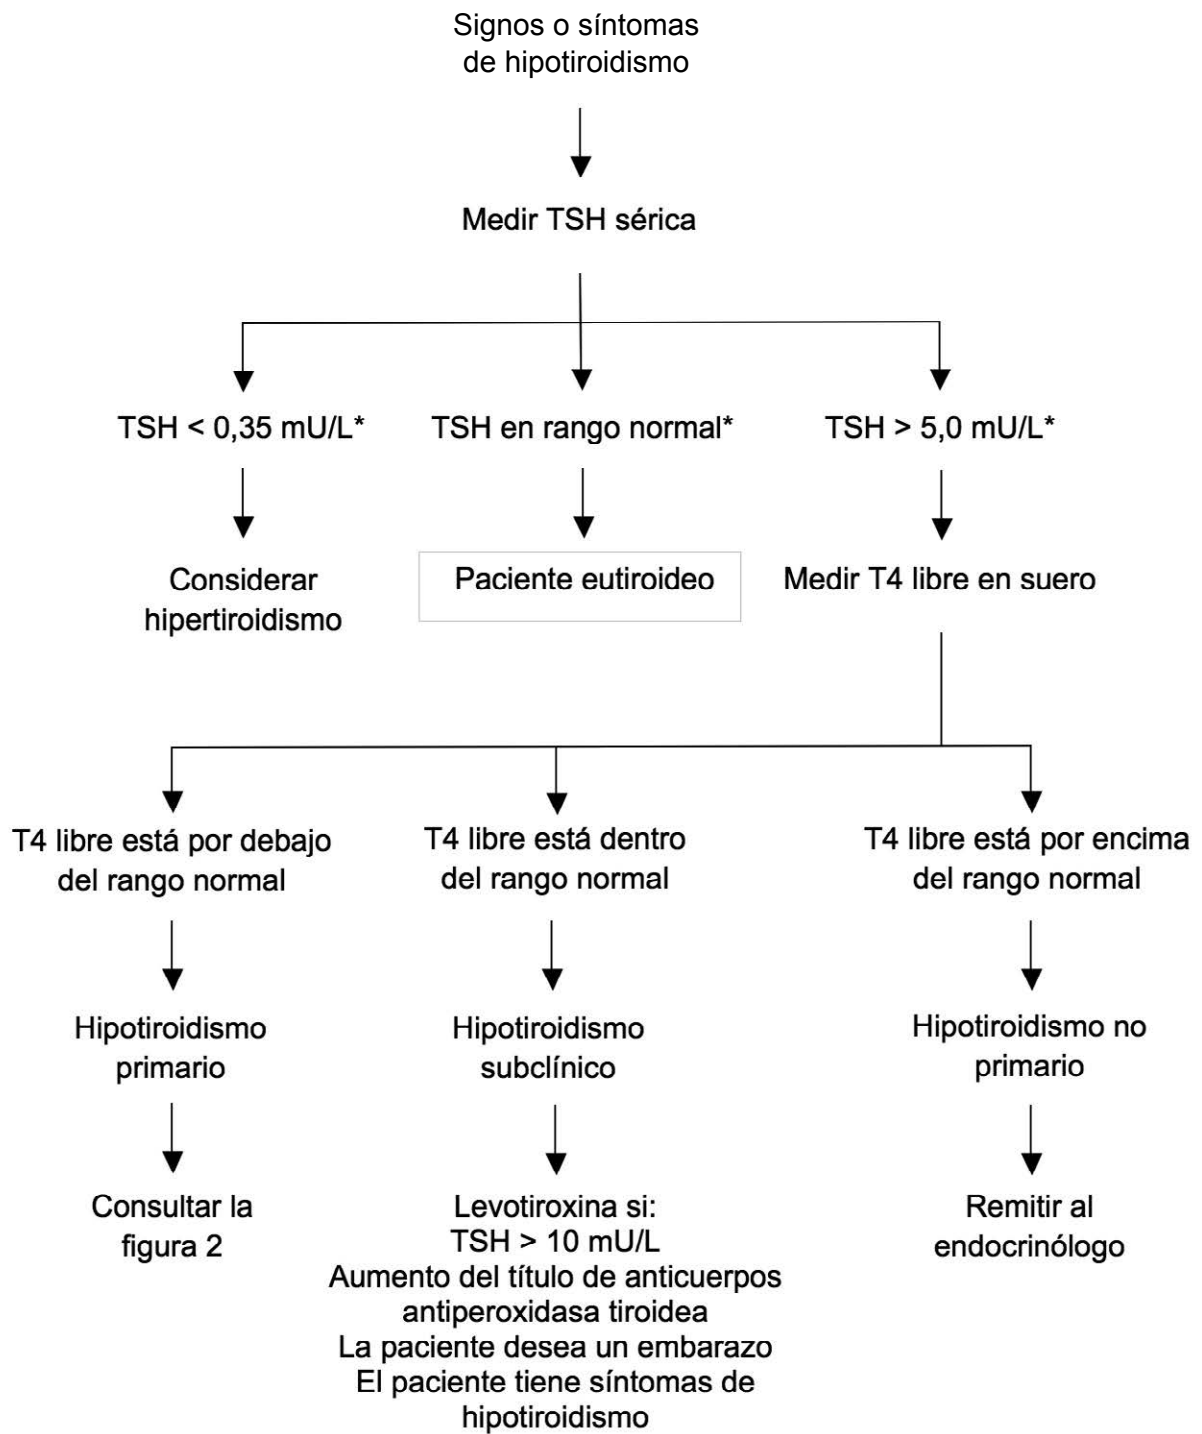 Signos o síntomas
de hipotiroidismo
Medir TSH sérica
TSH < 0,35 mU/L*
TSH en rango normal*
TSH > 5,0 mU/L*
Considerar
hipertiroidismo
Paciente eutiroideo
Medir T4 libre en suero
T4 libre está por debajo
del rango normal
T4 libre está dentro
del rango normal
T4 libre está por encima
del rango normal
Hipotiroidismo
primario
Hipotiroidismo
subclínico
Hipotiroidismo no
primario
Consultar la
figura 2
Levotiroxina si:
TSH > 10 mU/L
Aumento del título de anticuerpos
antiperoxidasa tiroidea
La paciente desea un embarazo
El paciente tiene síntomas de
hipotiroidismo
Remitir al
endocrinólogo